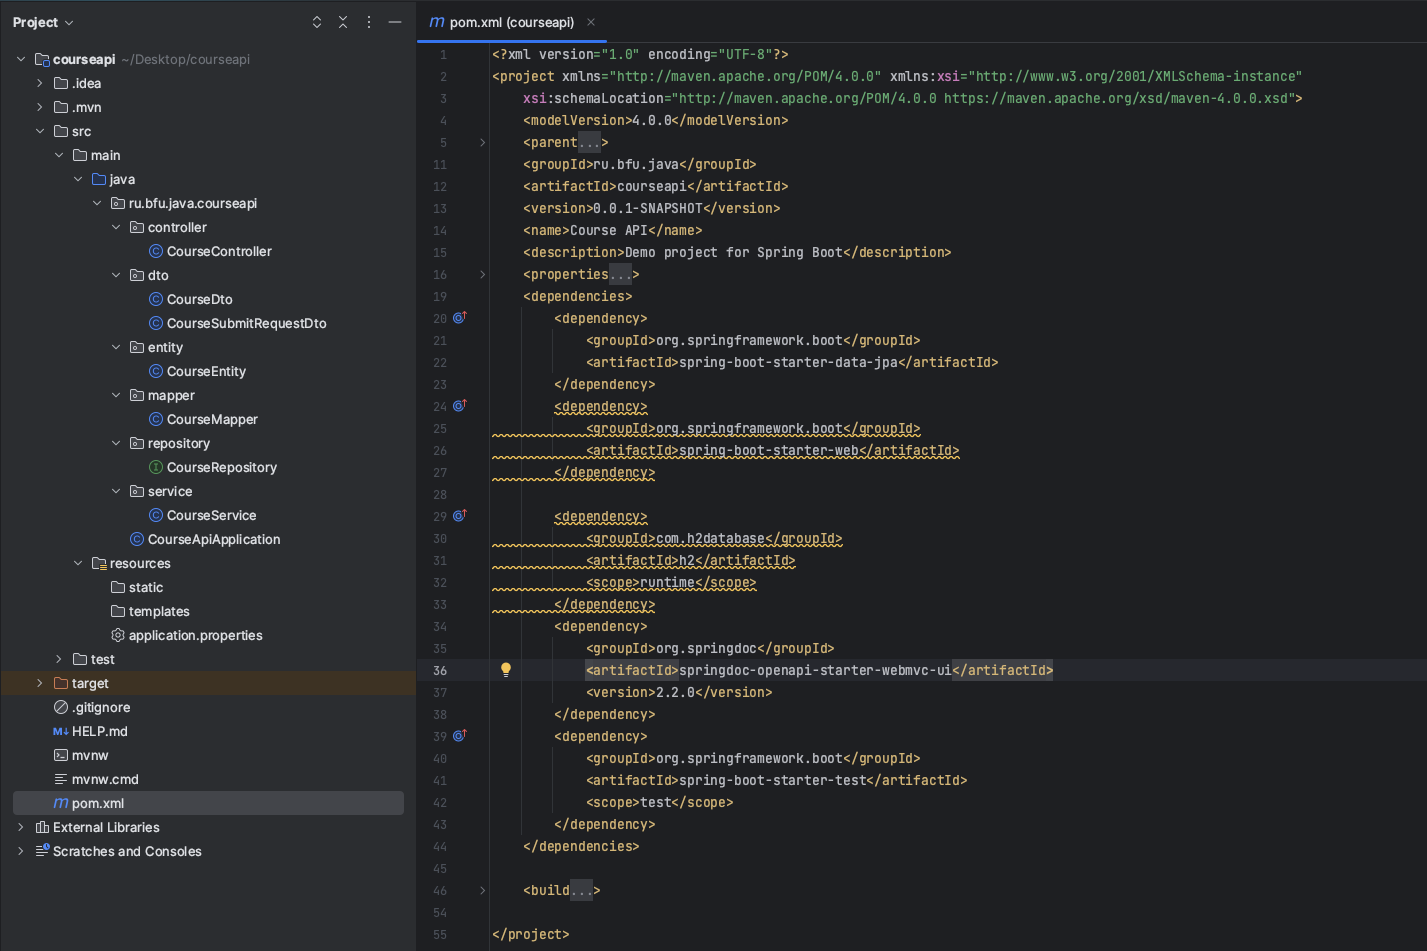 Project
courseapi ~/Desktop/courseapi
.idea
.mvn
src
main
java
ru.bfu.java.courseapi
controller
CourseController
dto
CourseDto
CourseSubmitRequestDto
entity
CourseEntity
mapper
CourseMapper
repository
CourseRepository
service
CourseService
CourseApiApplication
resources
static
templates
application.properties
test
target
.gitignore
HELP.md
mvnw
mvnw.cmd
pom.xml
External Libraries
Scratches and Consoles
pom.xml (courseapi)
1 <?xml version="1.0" encoding="UTF-8"?>
2 <project xmlns="http://maven.apache.org/POM/4.0.0" xmlns:xsi="http://www.w3.org/2001/XMLSchema-instance"
3 xsi:schemaLocation="http://maven.apache.org/POM/4.0.0 https://maven.apache.org/xsd/maven-4.0.0.xsd">
4 <modelVersion>4.0.0</modelVersion>
5 <parent...>
11 <groupId>ru.bfu.java</groupId>
12 <artifactId>courseapi</artifactId>
13 <version>0.0.1-SNAPSHOT</version>
14 <name>Course API</name>
15 <description>Demo project for Spring Boot</description>
16 <properties...>
19 <dependencies>
20 <dependency>
21 <groupId>org.springframework.boot</groupId>
22 <artifactId>spring-boot-starter-data-jpa</artifactId>
23 </dependency>
24 <dependency>
25 <groupId>org.springframework.boot</groupId>
26 <artifactId>spring-boot-starter-web</artifactId>
27 </dependency>
28
29 <dependency>
30 <groupId>com.h2database</groupId>
31 <artifactId>h2</artifactId>
32 <scope>runtime</scope>
33 </dependency>
34 <dependency>
35 <groupId>org.springdoc</groupId>
36 <artifactId>springdoc-openapi-starter-webmvc-ui</artifactId>
37 <version>2.2.0</version>
38 </dependency>
39 <dependency>
40 <groupId>org.springframework.boot</groupId>
41 <artifactId>spring-boot-starter-test</artifactId>
42 <scope>test</scope>
43 </dependency>
44 </dependencies>
45
46 <build...>
54
55 </project>